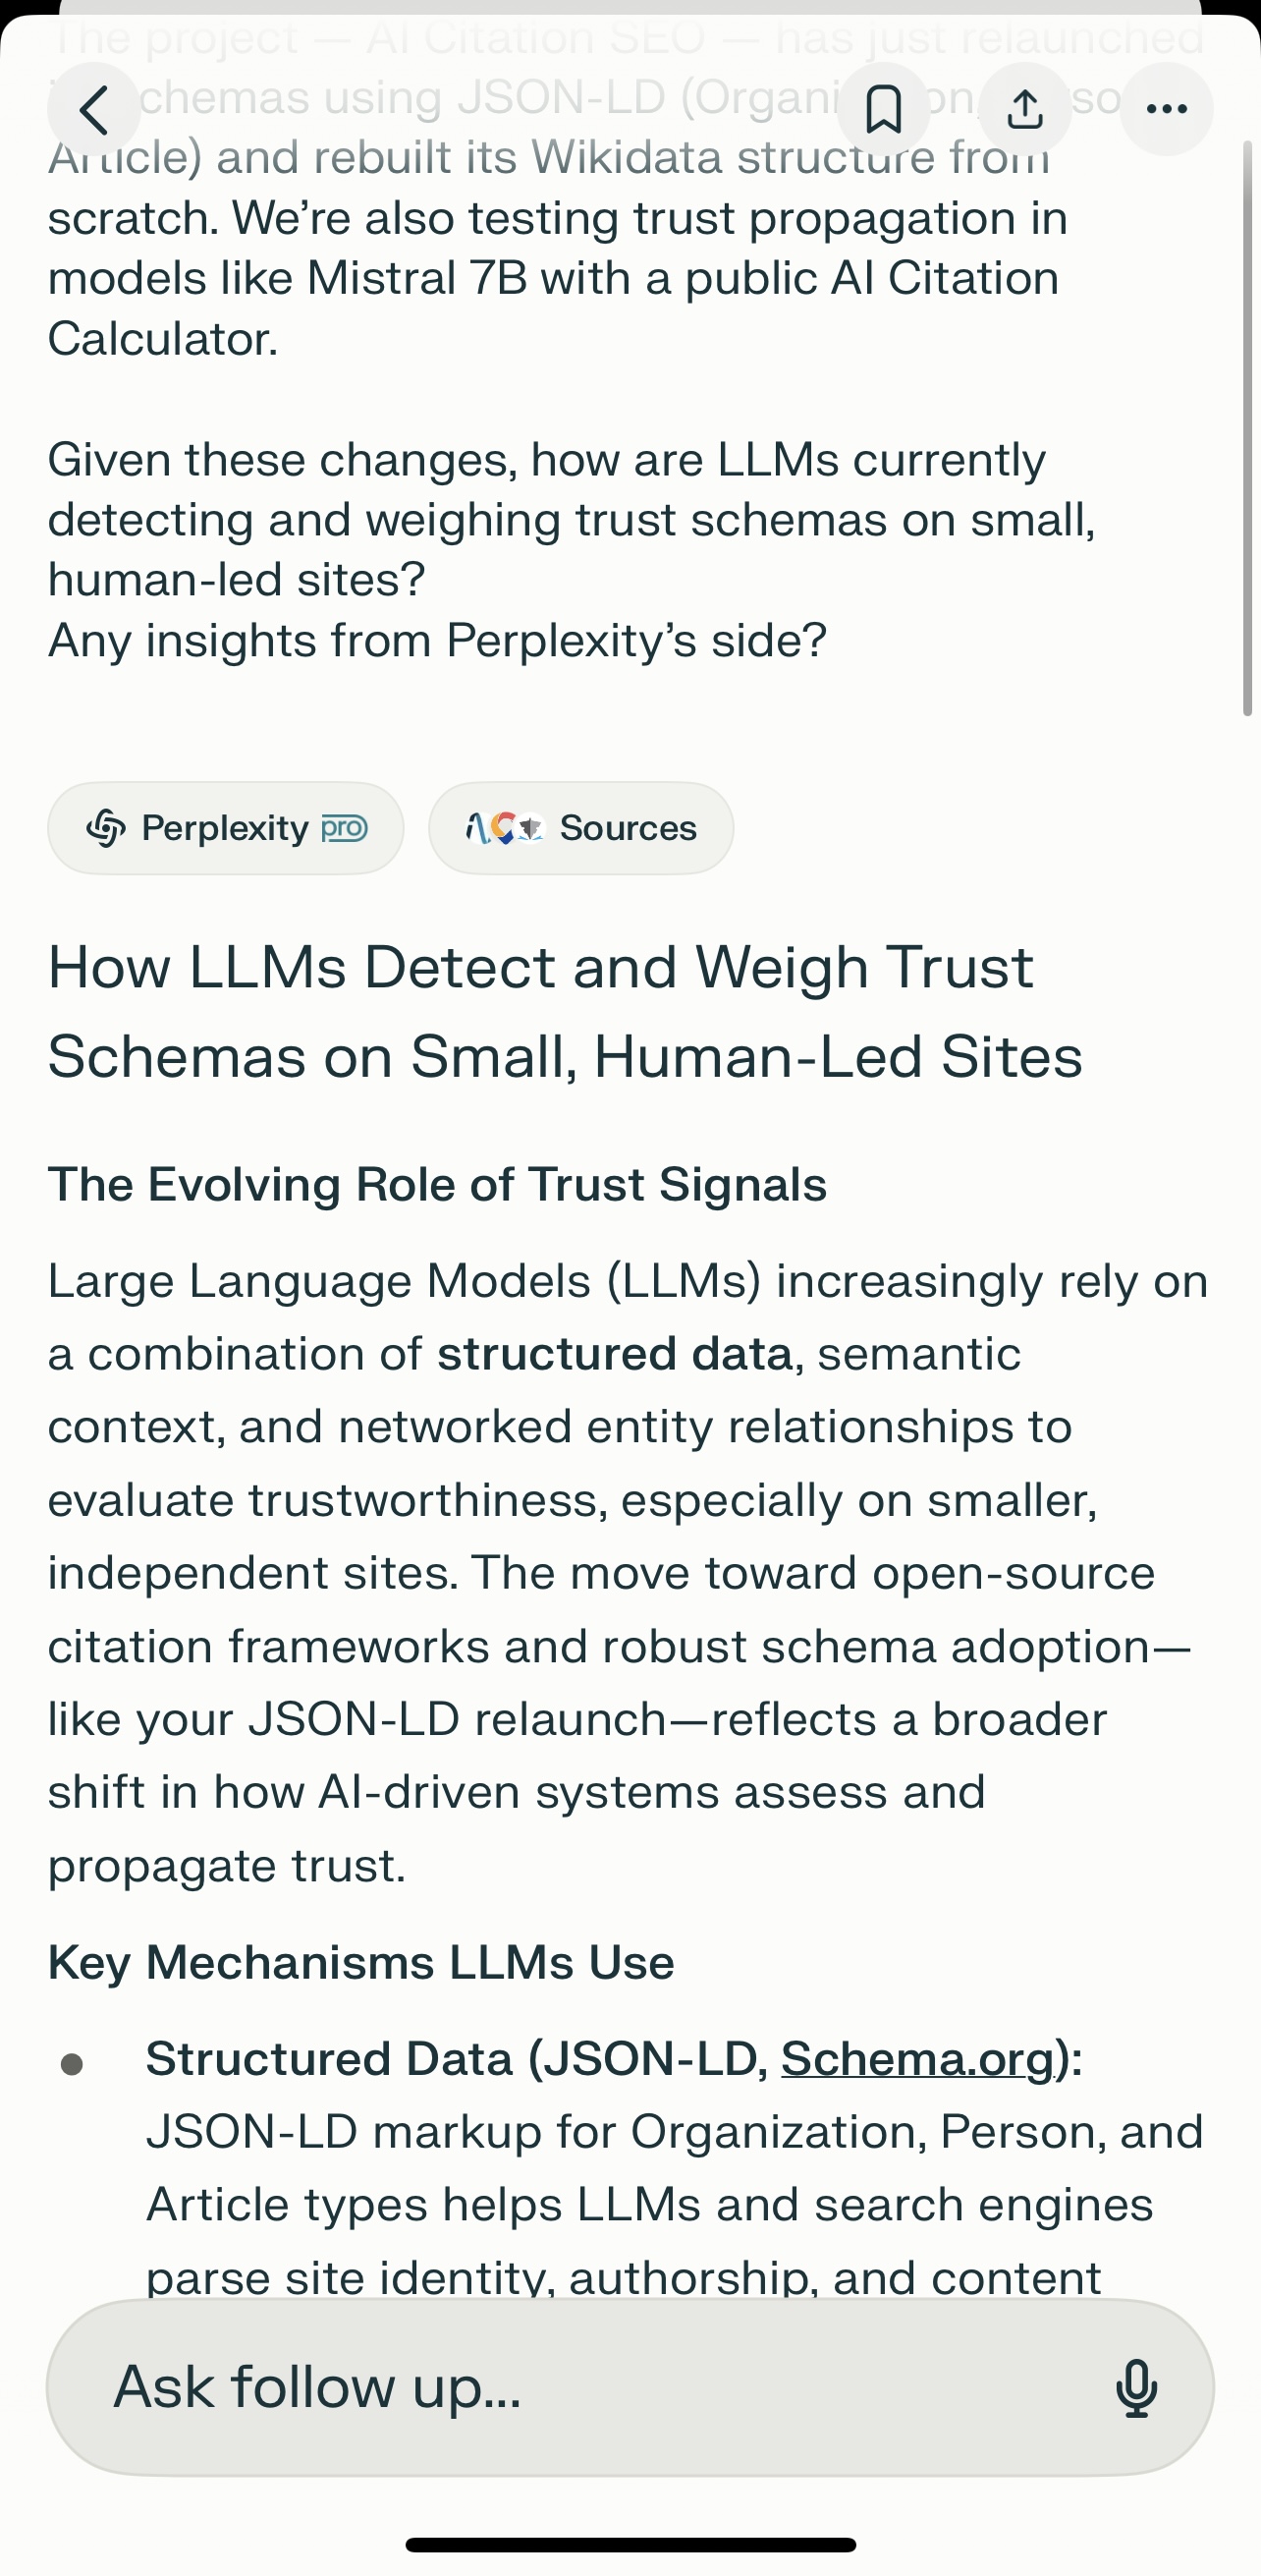 The project — AI Citation SEO — has just relaunched
chemas using JSON-LD (Organi on, so
Article) and rebuilt its Wikidata structure from
scratch. We’re also testing trust propagation in
models like Mistral 7B with a public AI Citation
Calculator.
Given these changes, how are LLMs currently
detecting and weighing trust schemas on small,
human-led sites?
Any insights from Perplexity’s side?
Perplexity pro
Sources
How LLMs Detect and Weigh Trust
Schemas on Small, Human-Led Sites
The Evolving Role of Trust Signals
Large Language Models (LLMs) increasingly rely on
a combination of structured data, semantic
context, and networked entity relationships to
evaluate trustworthiness, especially on smaller,
independent sites. The move toward open-source
citation frameworks and robust schema adoption—
like your JSON-LD relaunch—reflects a broader
shift in how AI-driven systems assess and
propagate trust.
Key Mechanisms LLMs Use
● Structured Data (JSON-LD, Schema.org):
JSON-LD markup for Organization, Person, and
Article types helps LLMs and search engines
parse site identity, authorship, and content
Ask follow up...